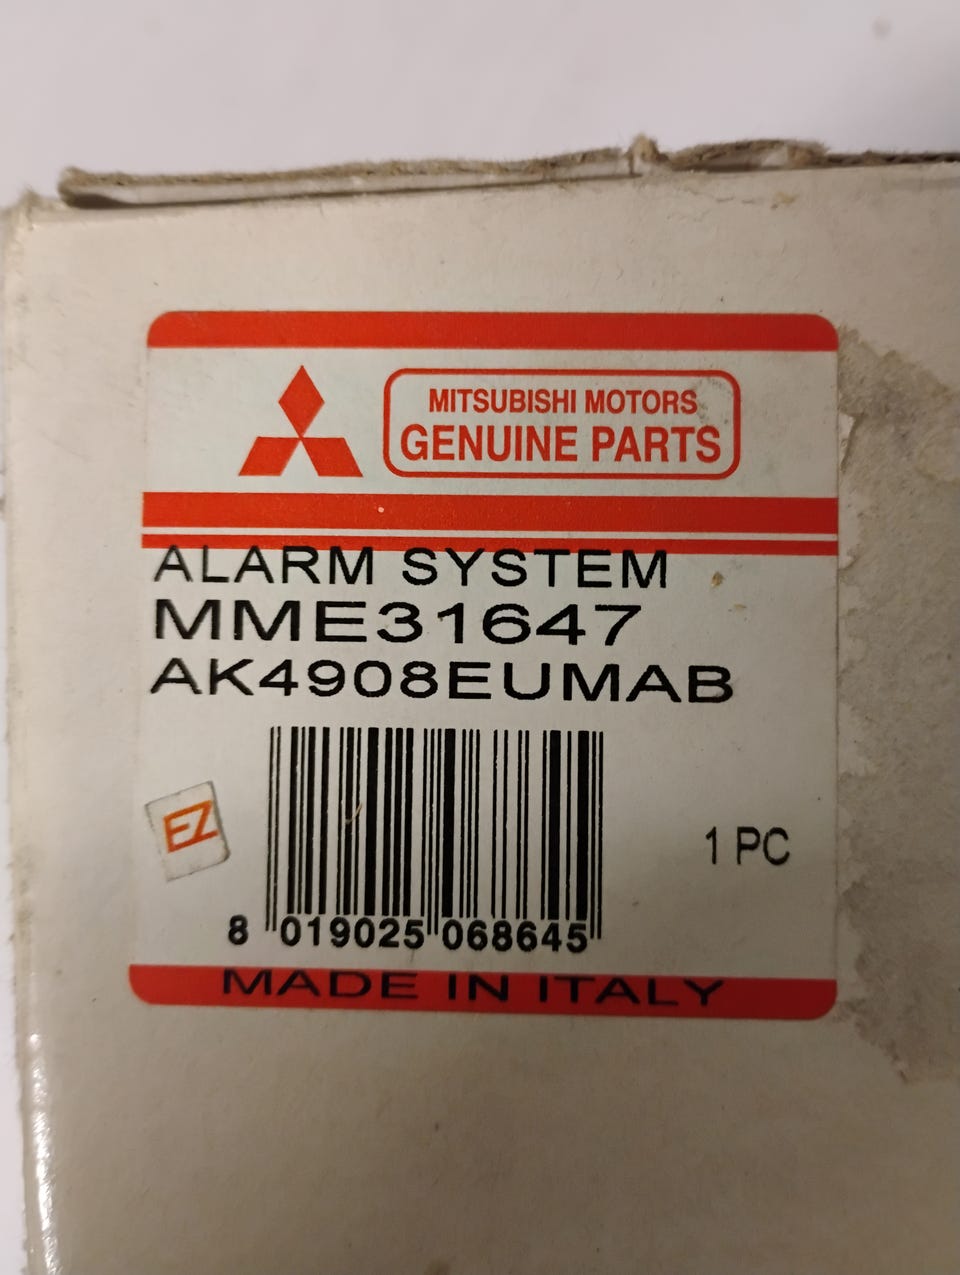 MITSUBISHI MOTORS
GENUINE PARTS
ALARM SYSTEM
MME31647
AK4908EUMAB
EZ
1 PC
8 019025 068645
MADE IN ITALY